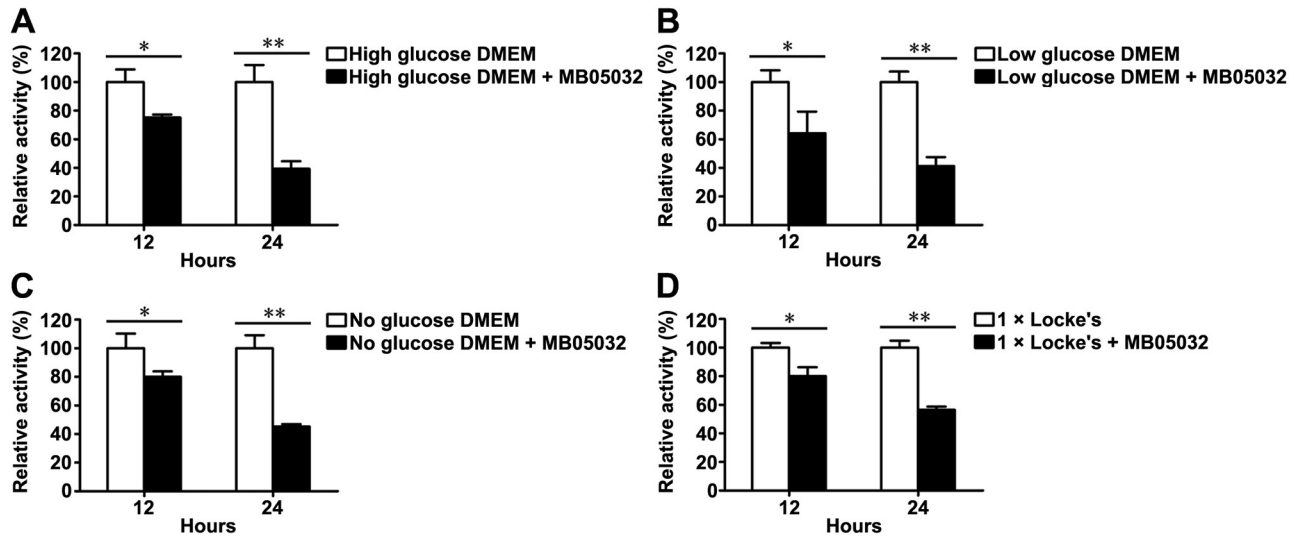 A
Relative activity (%)
120
100
80
60
40
20
0
*
**
12
24
Hours
High glucose DMEM
High glucose DMEM + MB05032
B
Relative activity (%)
120
100
80
60
40
20
0
*
**
12
24
Hours
Low glucose DMEM
Low glucose DMEM + MB05032
C
Relative activity (%)
120
100
80
60
40
20
0
*
**
12
24
Hours
No glucose DMEM
No glucose DMEM + MB05032
D
Relative activity (%)
120
100
80
60
40
20
0
*
**
12
24
Hours
1 × Locke's
1 × Locke's + MB05032